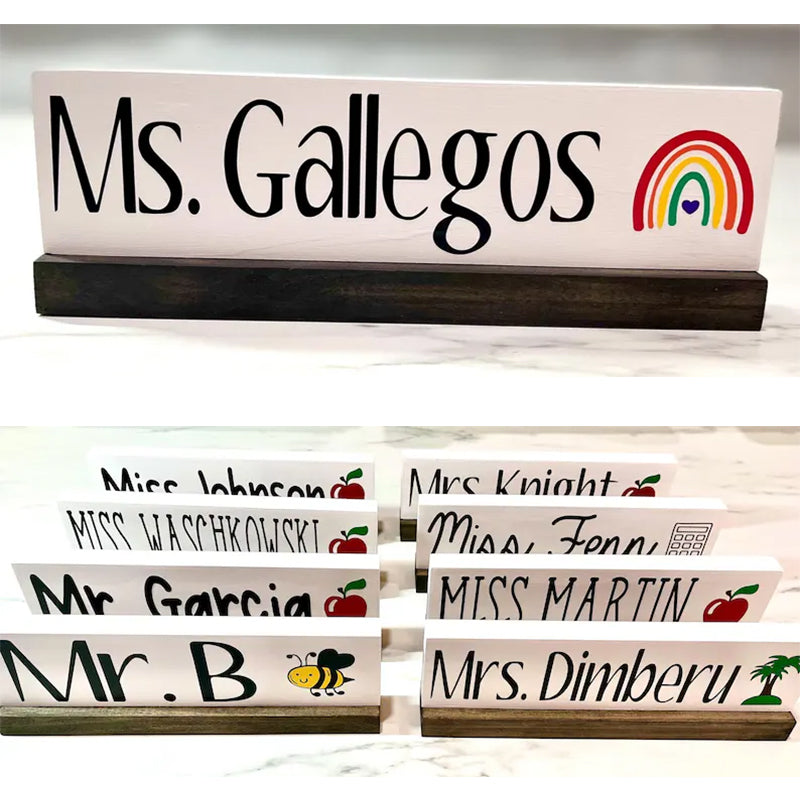 Ms. Gallegos
Miss Johnson
Mrs Knight
MISS WASCHKOWSKI
Miss Fenn
Mr Garcia
MISS MARTIN
Mr. B
Mrs. Dimberu